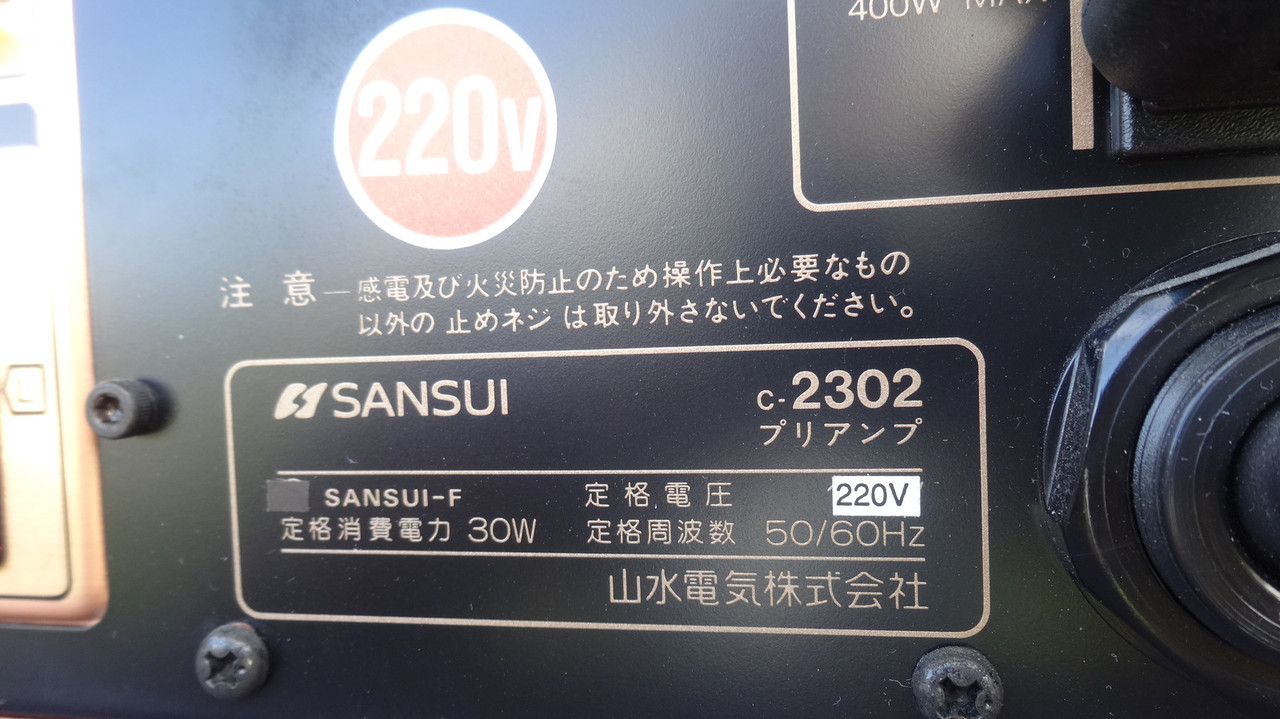 400W MAX
220V
注意—感電及び火災防止のため操作上必要なもの
以外の 止めネジ は取り外さないでください。
SANSUI C-2302
プリアンプ
SANSUI-F 定格電圧 220V
定格消費電力 30W 定格周波数 50/60Hz
山水電気株式会社
L